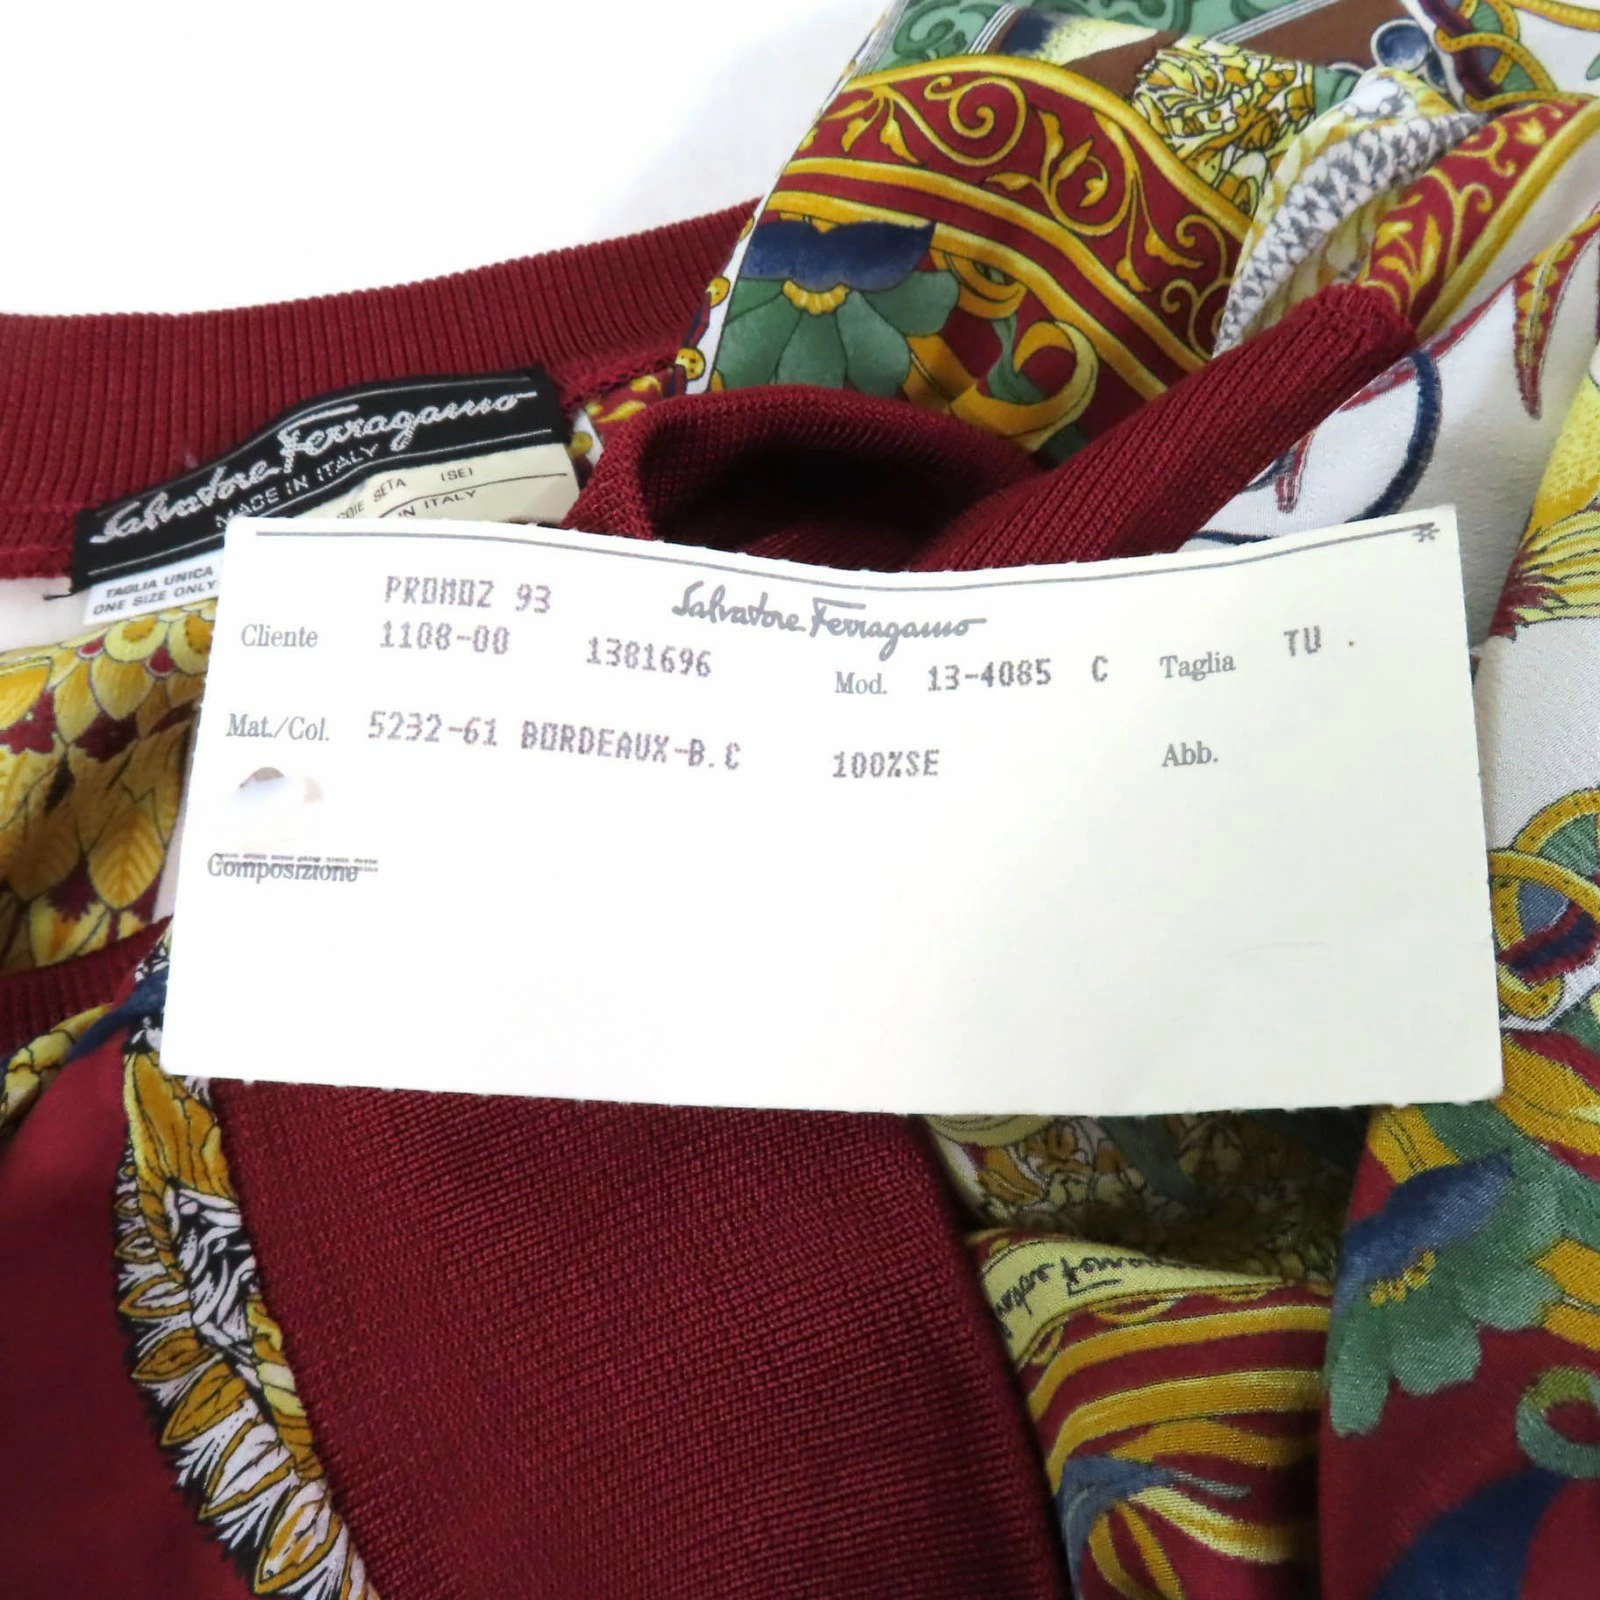 Salvatore Ferragamo
MADE IN ITALY
SETA (SE)
IN ITALY
TAGLIA UNICA
ONE SIZE ONLY
PROMOZ 93
Salvatore Ferragamo
Cliente 1108-00 1381696 Mod. 13-4085 C Taglia TU .
Mat./Col. 5232-61 BORDEAUX-B.C 100%SE Abb.
Composizione